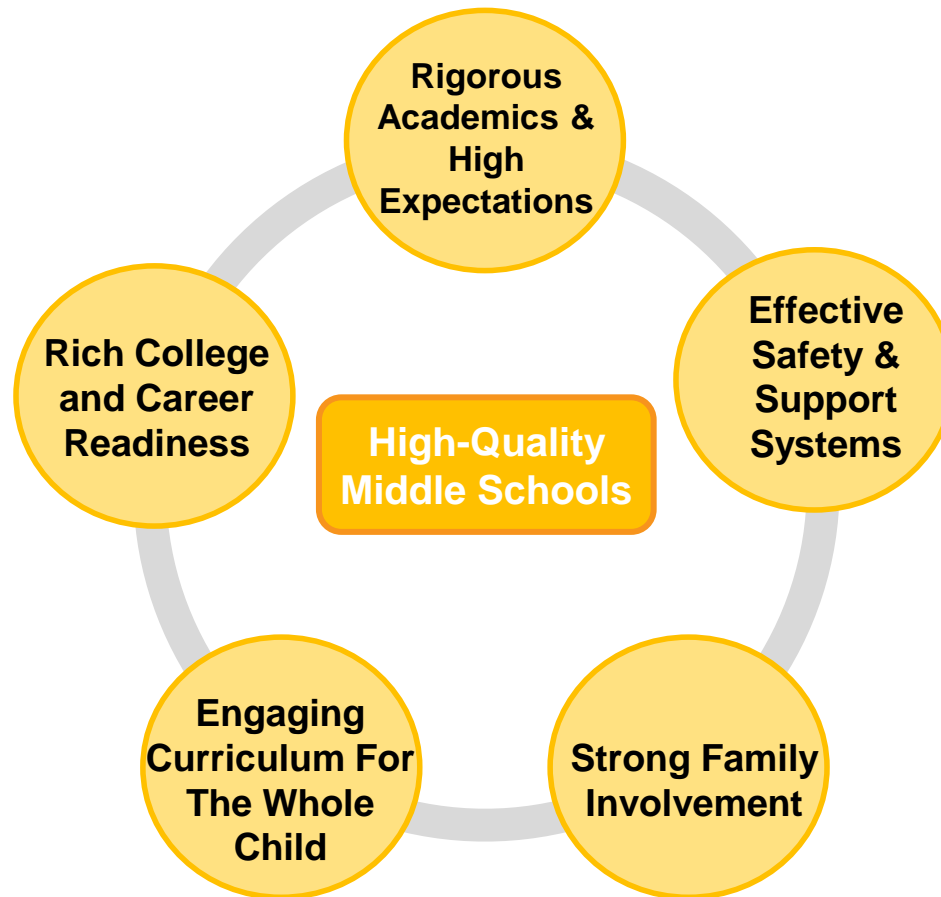 Rigorous
Academics &
High
Expectations
Effective
Safety &
Support
Systems
Strong Family
Involvement
Engaging
Curriculum For
The Whole
Child
Rich College
and Career
Readiness
High-Quality
Middle Schools